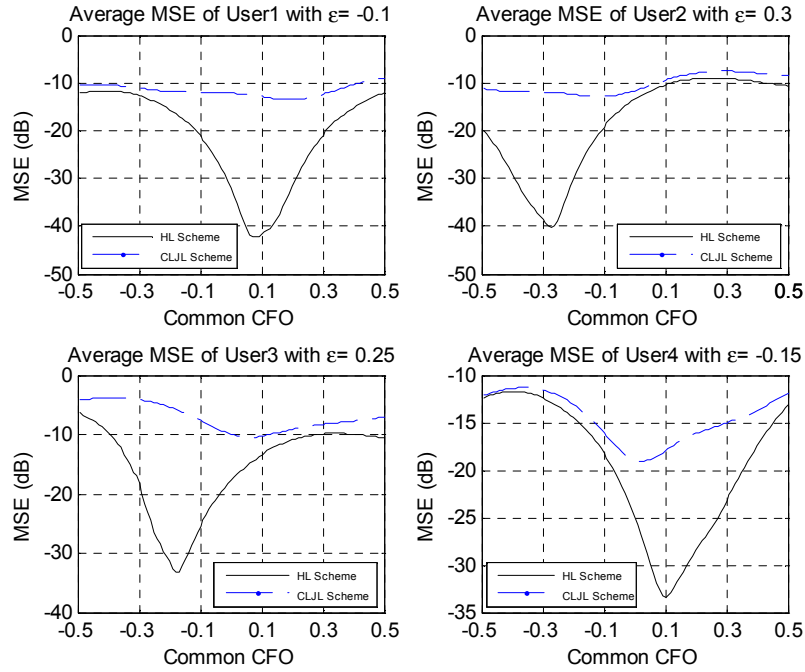 Average MSE of User1 with ε= -0.1
0
-10
-20
-30
-40
-50
MSE (dB)
HL Scheme
CLJL Scheme
-0.5 -0.3 -0.1 0.1 0.3 0.5
Common CFO
Average MSE of User2 with ε= 0.3
0
-10
-20
-30
-40
-50
MSE (dB)
HL Scheme
CLJL Scheme
-0.5 -0.3 -0.1 0.1 0.3 0.5
Common CFO
Average MSE of User3 with ε= 0.25
0
-10
-20
-30
-40
MSE (dB)
HL Scheme
CLJL Scheme
-0.5 -0.3 -0.1 0.1 0.3 0.5
Common CFO
Average MSE of User4 with ε= -0.15
-10
-15
-20
-25
-30
-35
MSE (dB)
HL Scheme
CLJL Scheme
-0.5 -0.3 -0.1 0.1 0.3 0.5
Common CFO